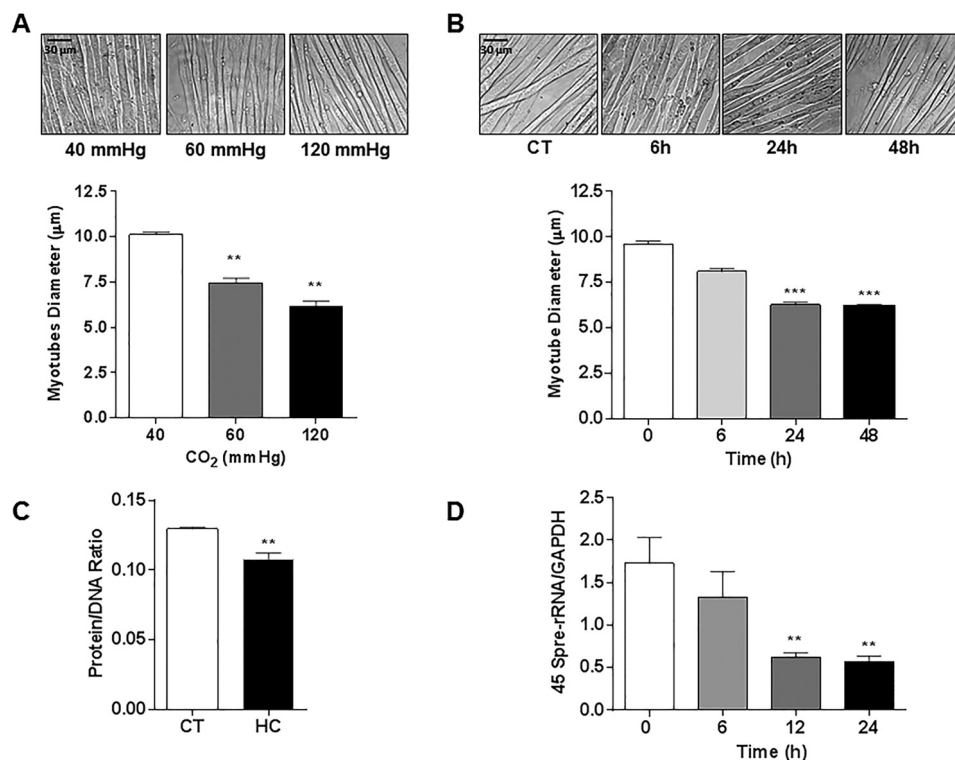 A
30 µm
40 mmHg 60 mmHg 120 mmHg
Myotubes Diameter (µm)
12.5
10.0
7.5
5.0
2.5
0.0
** **
40 60 120
CO2 (mmHg)
B
30 µm
CT 6h 24h 48h
Myotube Diameter (µm)
12.5
10.0
7.5
5.0
2.5
0.0
*** ***
0 6 24 48
Time (h)
C
Protein/DNA Ratio
0.15
0.10
0.05
0.00
**
CT HC
D
45 Spre-rRNA/GAPDH
2.5
2.0
1.5
1.0
0.5
0.0
** **
0 6 12 24
Time (h)